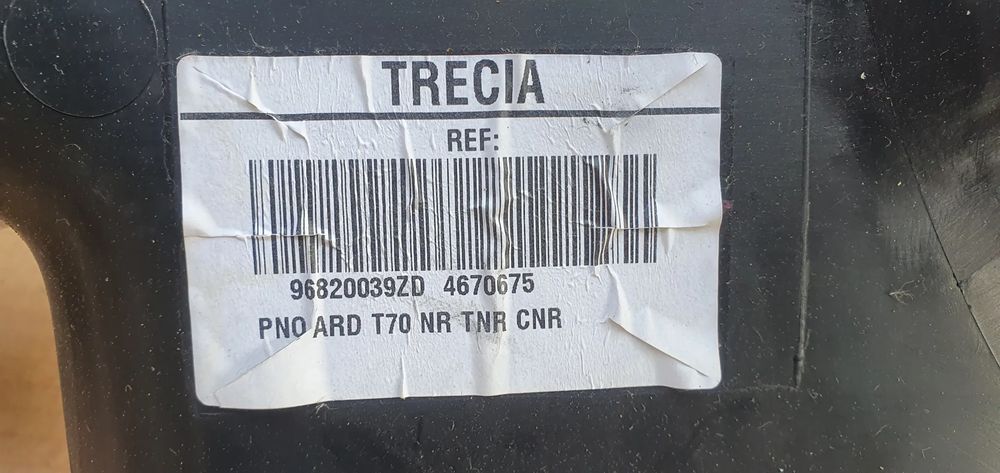 TRECIA
REF:
96820039ZD 4670675
PNO ARD T70 NR TNR CNR